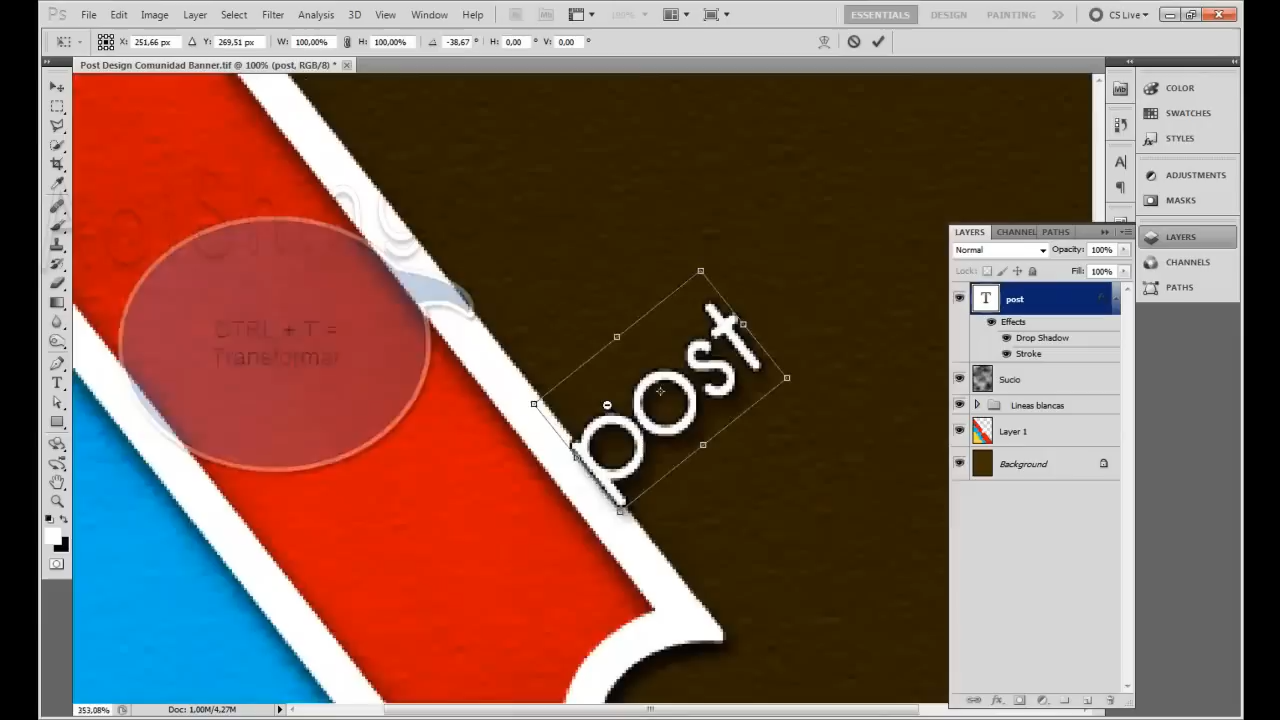 Ps File Edit Image Layer Select Filter Analysis 3D View Window Help Mb 100% ESSENTIALS DESIGN PAINTING CS Live
X: 251,66 px Y: 269,51 px W: 100,00% H: 100,00% -38,67 ° H: 0,00 ° V: 0,00 °
Post Design Comunidad Banner.tif @ 100% (post, RGB/8) *
COLOR
SWATCHES
STYLES
ADJUSTMENTS
MASKS
LAYERS
CHANNELS
PATHS
CTRL + T =
Transformar
post
LAYERS CHANNEL PATHS
Normal Opacity: 100%
Lock: Fill: 100%
T post
Effects
Drop Shadow
Stroke
Sucio
Lineas blancas
Layer 1
Background
353,08% Doc: 1,00M/4,27M